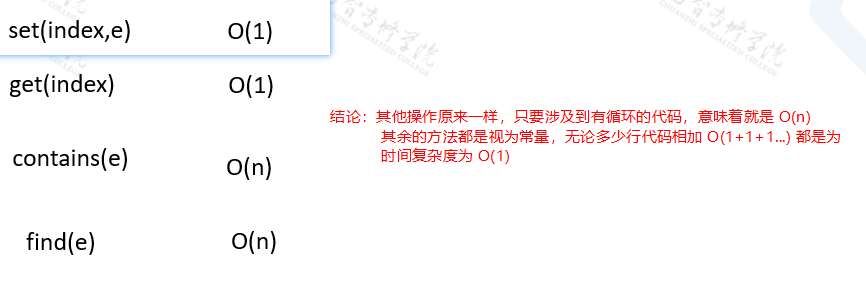 set(index,e) O(1)
get(index) O(1)
结论：其他操作原来一样，只要涉及到有循环的代码，意味着就是 O(n)
其余的方法都是视为常量，无论多少行代码相加 O(1+1+1...) 都是为
时间复杂度为 O(1)
contains(e) O(n)
find(e) O(n)